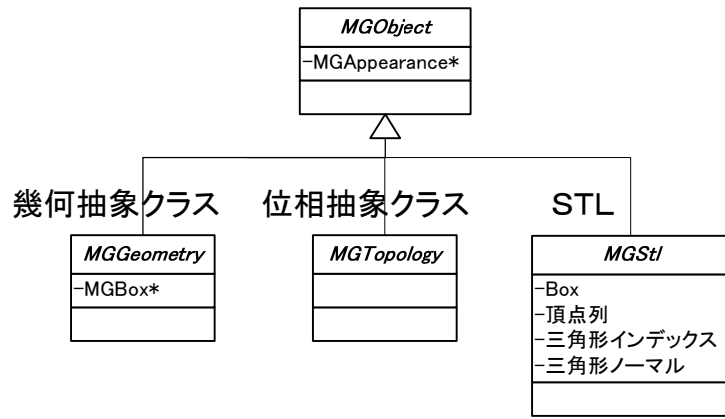 MGObject
-MGAppearance*
幾何抽象クラス
位相抽象クラス
STL
MGGeometry
-MGBox*
MGTopology
MGStl
-Box
-頂点列
-三角形インデックス
-三角形ノーマル